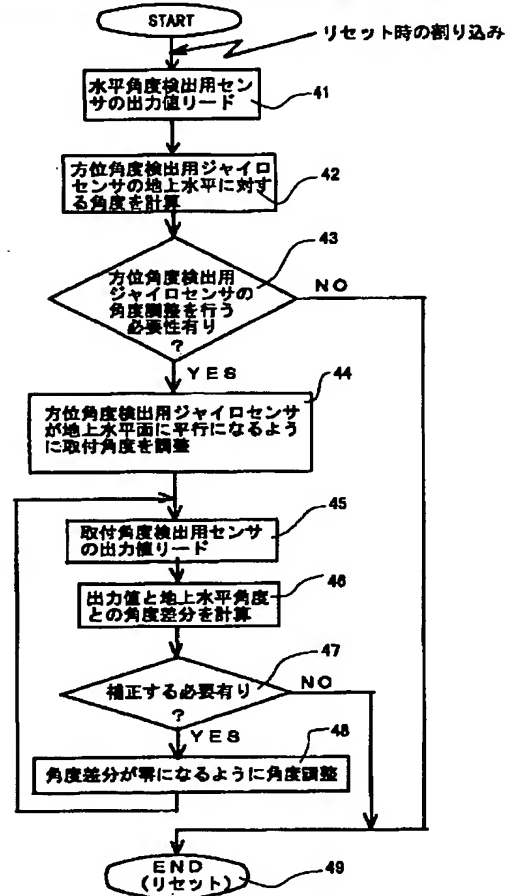 START
リセット時の割り込み
水平角度検出用セン
サの出力値リード
41
方位角度検出用ジャイロ
センサの地上水平に対す
る角度を計算
42
43
方位角度検出用
ジャイロセンサの
角度調整を行う
必要性有り
?
NO
YES
44
方位角度検出用ジャイロセンサ
が地上水平面に平行になるよう
に取付角度を調整
45
取付角度検出用センサ
の出力値リード
46
出力値と地上水平角度
との角度差分を計算
47
補正する必要有り
?
NO
YES
48
角度差分が零になるように角度調整
END
(リセット)
49